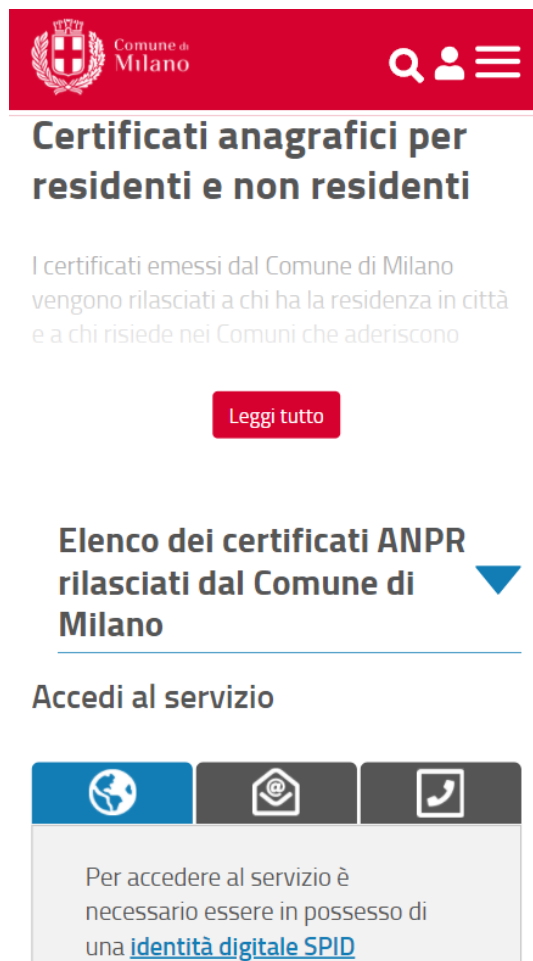 Comune di
Milano
Certificati anagrafici per
residenti e non residenti
I certificati emessi dal Comune di Milano
vengono rilasciati a chi ha la residenza in città
e a chi risiede nei Comuni che aderiscono
Leggi tutto
Elenco dei certificati ANPR
rilasciati dal Comune di
Milano
Accedi al servizio
Per accedere al servizio è
necessario essere in possesso di
una identità digitale SPID